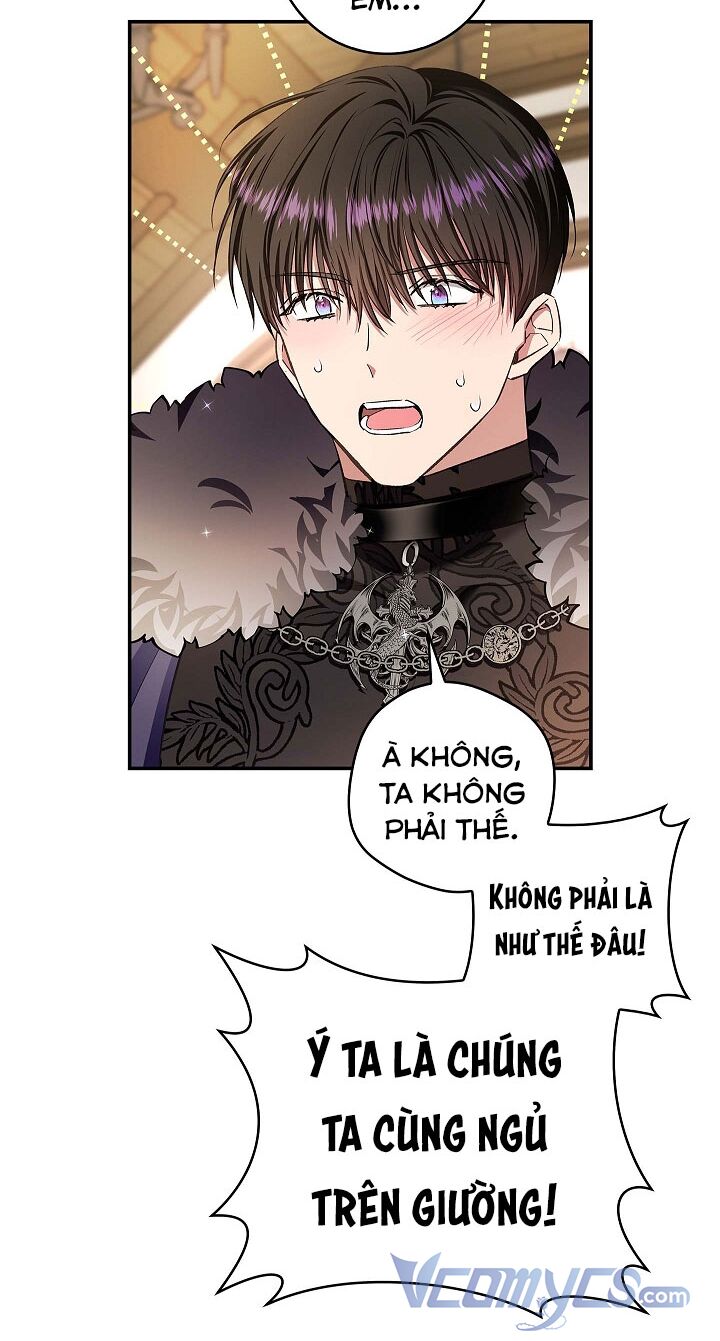 EM...
À KHÔNG,
TA KHÔNG
PHẢI THẾ.
KHÔNG PHẢI LÀ
NHƯ THẾ ĐÂU!
Ý TA LÀ CHÚNG
TA CÙNG NGỦ
TRÊN GIƯỜNG!
VCOMYCS.com